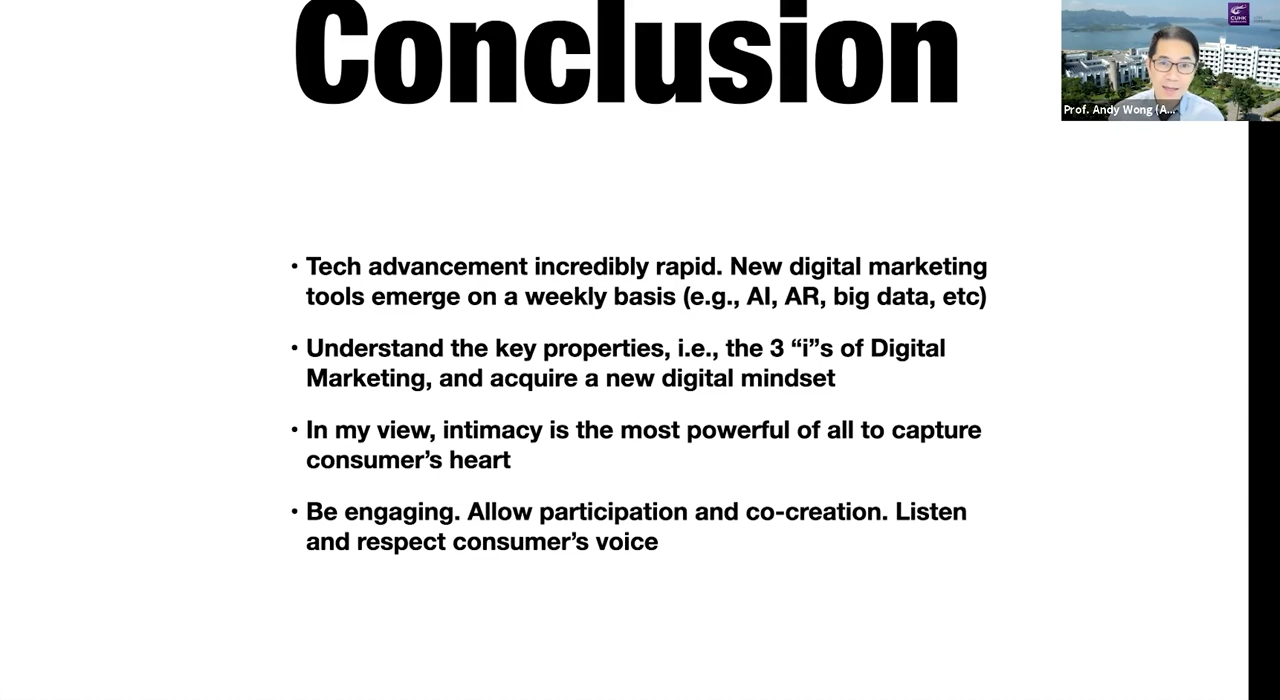 Conclusion
CUHK
Prof. Andy Wong (A...
• Tech advancement incredibly rapid. New digital marketing
tools emerge on a weekly basis (e.g., AI, AR, big data, etc)
• Understand the key properties, i.e., the 3 “i”s of Digital
Marketing, and acquire a new digital mindset
• In my view, intimacy is the most powerful of all to capture
consumer’s heart
• Be engaging. Allow participation and co-creation. Listen
and respect consumer’s voice